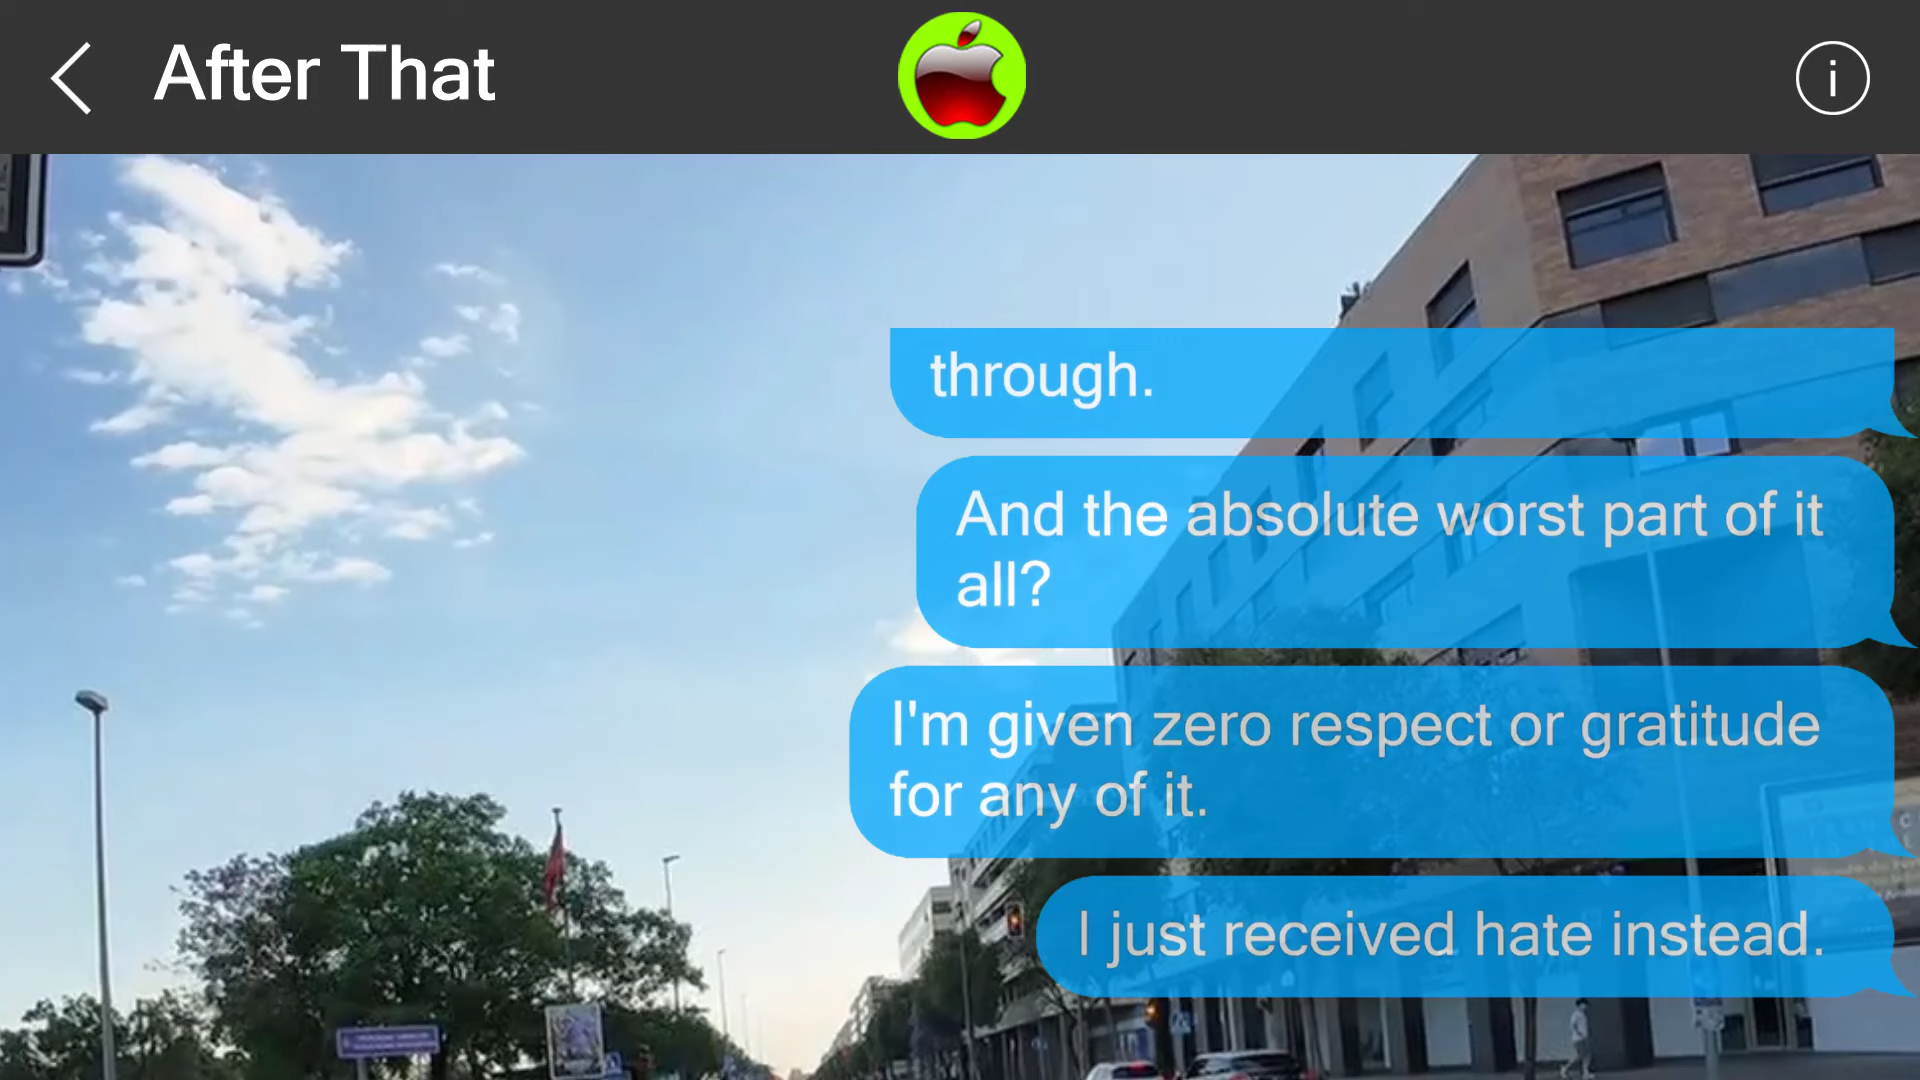 After That
through.
And the absolute worst part of it
all?
I'm given zero respect or gratitude
for any of it.
I just received hate instead.